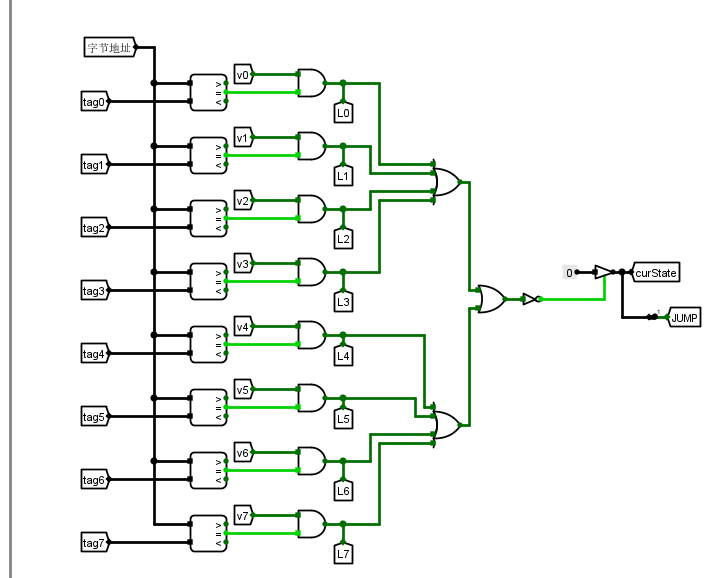 字节地址
v0
>
=
<
tag0
L0
v1
>
=
<
tag1
L1
v2
>
=
<
tag2
L2
v3
>
=
<
tag3
L3
0
curState
1
JUMP
v4
>
=
<
tag4
L4
v5
>
=
<
tag5
L5
v6
>
=
<
tag6
L6
v7
>
=
<
tag7
L7